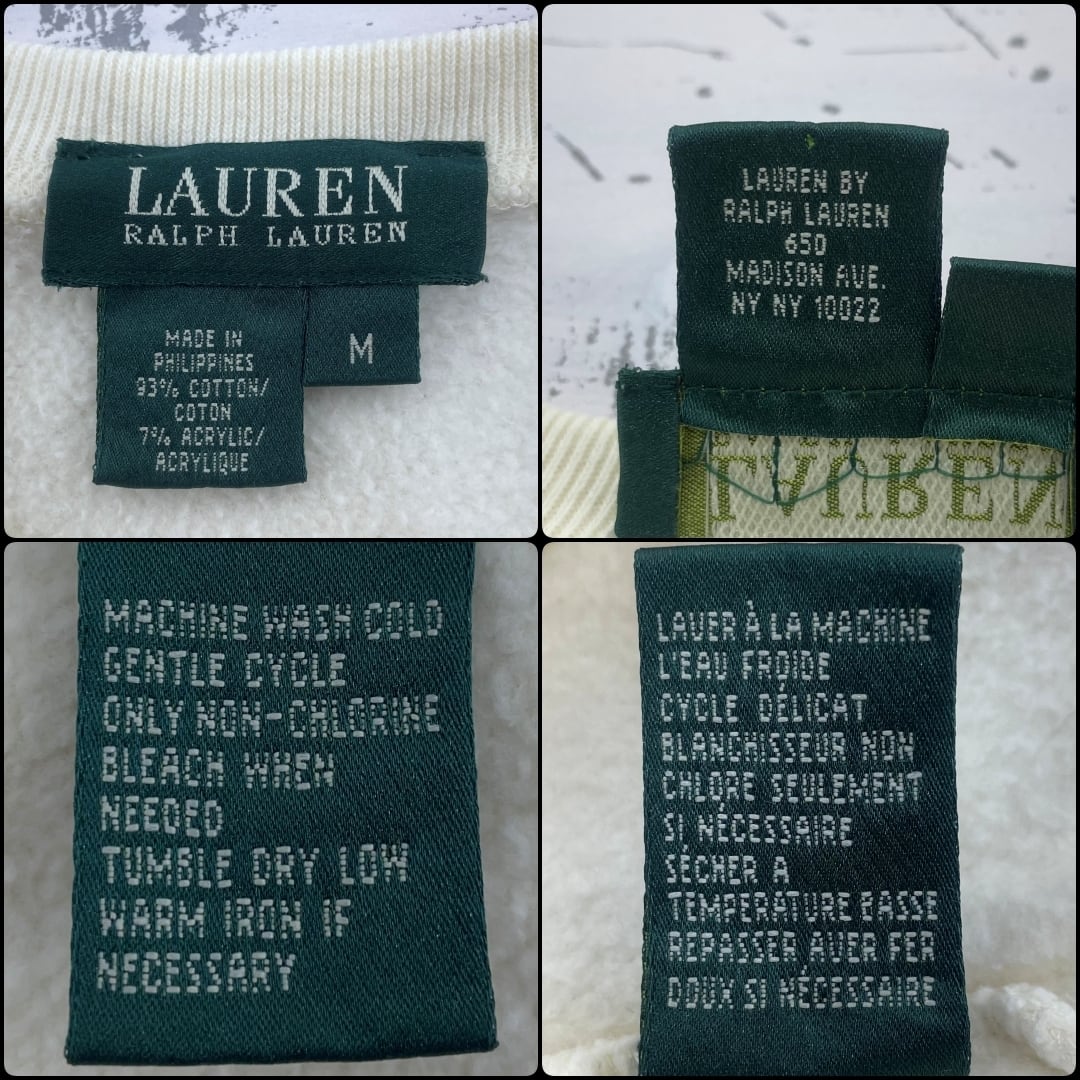 LAUREN
RALPH LAUREN
MADE IN
PHILIPPINES
93% COTTON/
COTON
7% ACRYLIC/
ACRYLIQUE
M
LAUREN BY
RALPH LAUREN
650
MADISON AVE.
NY NY 10022
LAUREN
MACHINE WASH COLD
GENTLE CYCLE
ONLY NON-CHLORINE
BLEACH WHEN
NEEDED
TUMBLE DRY LOW
WARM IRON IF
NECESSARY
LAVER À LA MACHINE
L'EAU FROIDE
CYCLE DÉLICAT
BLANCHISSEUR NON
CHLORE SEULEMENT
SI NÉCESSAIRE
SÉCHER A
TEMPERATURE BASSE
REPASSER AVER FER
DOUX SI NÉCESSAIRE